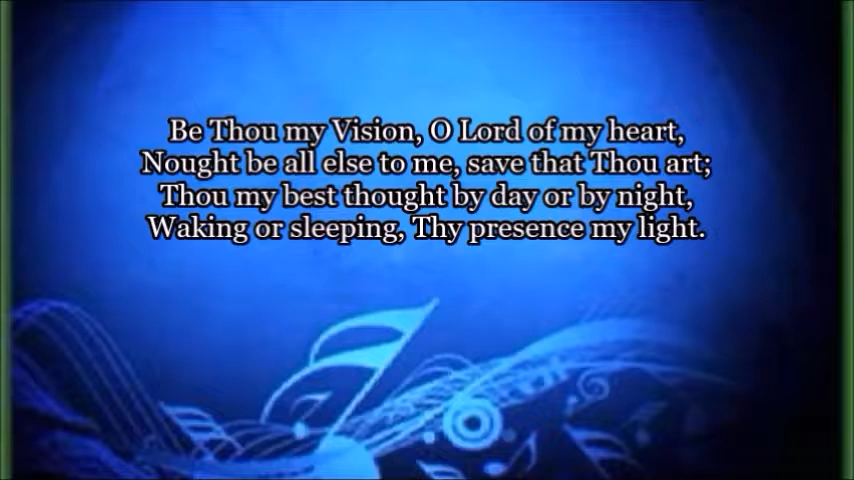 Be Thou my Vision, O Lord of my heart,
Nought be all else to me, save that Thou art;
Thou my best thought by day or by night,
Waking or sleeping, Thy presence my light.